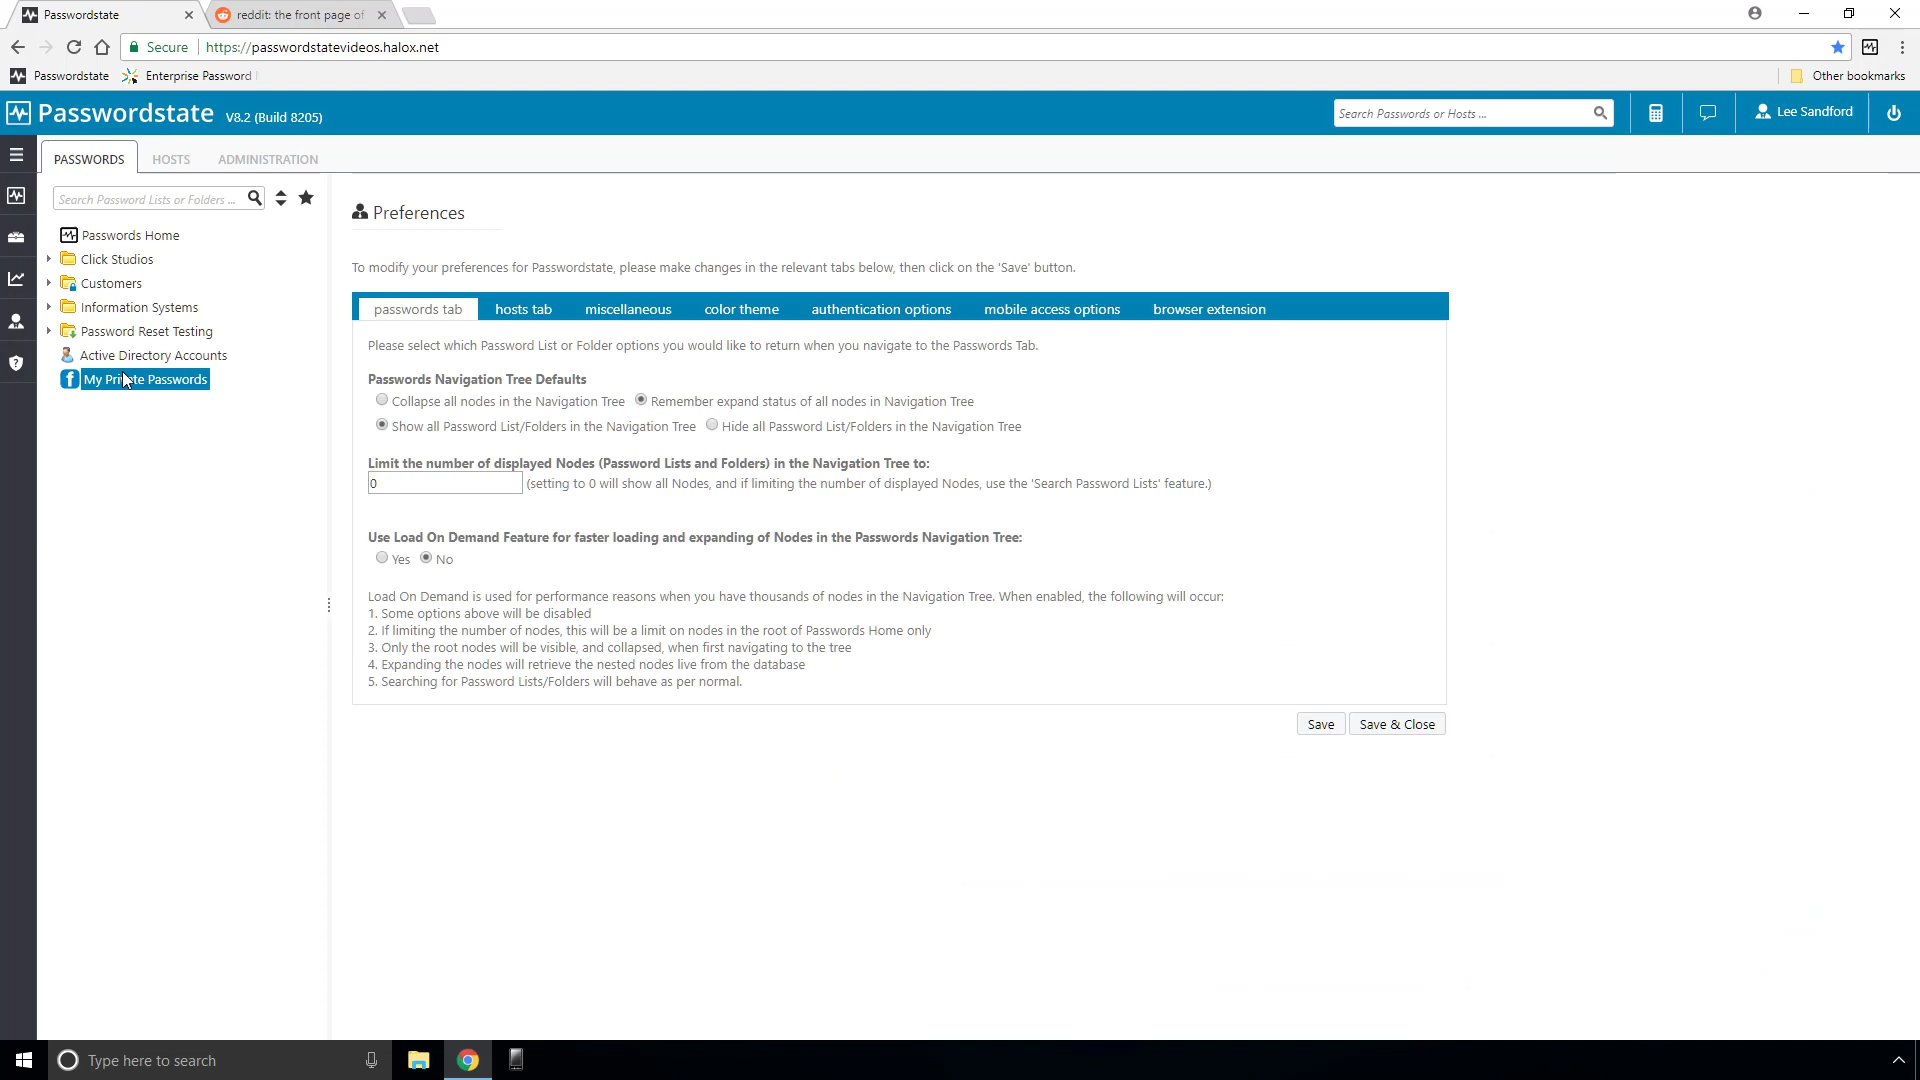 Passwordstate
reddit: the front page of
Secure
https://passwordstatevideos.halox.net
Passwordstate
Enterprise Password
Other bookmarks
Passwordstate V8.2 (Build 8205)
Search Passwords or Hosts ...
Lee Sandford
PASSWORDS
HOSTS
ADMINISTRATION
Search Password Lists or Folders ...
Passwords Home
Click Studios
Customers
Information Systems
Password Reset Testing
Active Directory Accounts
My Private Passwords
Preferences
To modify your preferences for Passwordstate, please make changes in the relevant tabs below, then click on the 'Save' button.
passwords tab
hosts tab
miscellaneous
color theme
authentication options
mobile access options
browser extension
Please select which Password List or Folder options you would like to return when you navigate to the Passwords Tab.
Passwords Navigation Tree Defaults
Collapse all nodes in the Navigation Tree
Remember expand status of all nodes in Navigation Tree
Show all Password List/Folders in the Navigation Tree
Hide all Password List/Folders in the Navigation Tree
Limit the number of displayed Nodes (Password Lists and Folders) in the Navigation Tree to:
0
(setting to 0 will show all Nodes, and if limiting the number of displayed Nodes, use the 'Search Password Lists' feature.)
Use Load On Demand Feature for faster loading and expanding of Nodes in the Passwords Navigation Tree:
Yes
No
Load On Demand is used for performance reasons when you have thousands of nodes in the Navigation Tree. When enabled, the following will occur:
1. Some options above will be disabled
2. If limiting the number of nodes, this will be a limit on nodes in the root of Passwords Home only
3. Only the root nodes will be visible, and collapsed, when first navigating to the tree
4. Expanding the nodes will retrieve the nested nodes live from the database
5. Searching for Password Lists/Folders will behave as per normal.
Save
Save & Close
Type here to search